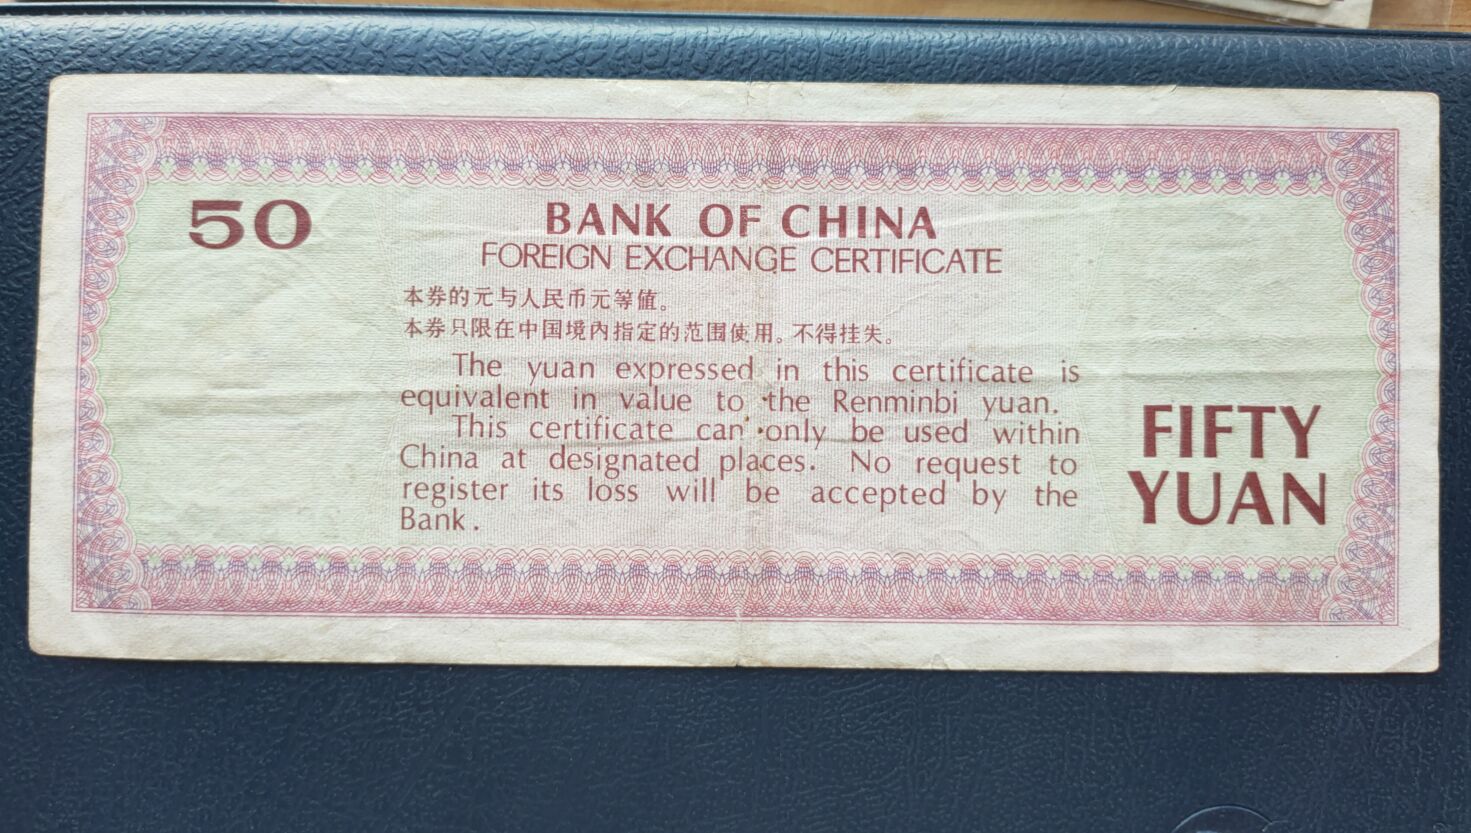 50
BANK OF CHINA
FOREIGN EXCHANGE CERTIFICATE
本券的元与人民币元等值。
本券只限在中国境内指定的范围使用。不得挂失。
The yuan expressed in this certificate is
equivalent in value to the Renminbi yuan.
This certificate can only be used within
China at designated places. No request to
register its loss will be accepted by the
Bank.
FIFTY
YUAN